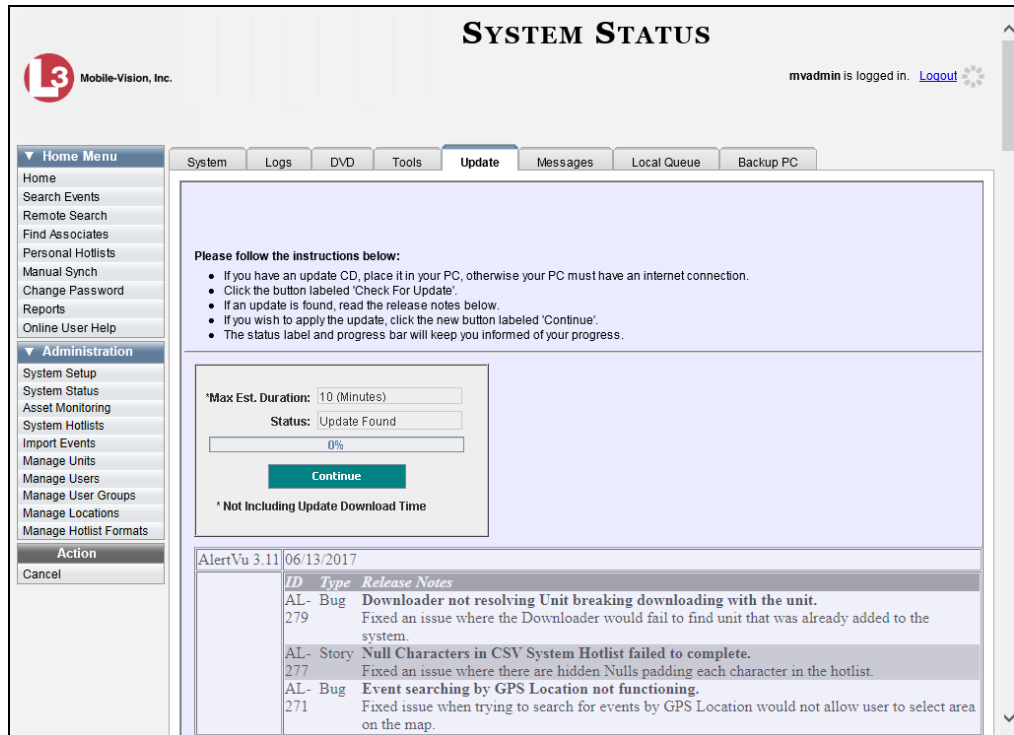 SYSTEM STATUS
L3 Mobile-Vision, Inc.
mvadmin is logged in. Logout
▼ Home Menu
Home
Search Events
Remote Search
Find Associates
Personal Hotlists
Manual Synch
Change Password
Reports
Online User Help
▼ Administration
System Setup
System Status
Asset Monitoring
System Hotlists
Import Events
Manage Units
Manage Users
Manage User Groups
Manage Locations
Manage Hotlist Formats
Action
Cancel
System Logs DVD Tools Update Messages Local Queue Backup PC
Please follow the instructions below:
• If you have an update CD, place it in your PC, otherwise your PC must have an internet connection.
• Click the button labeled 'Check For Update'.
• If an update is found, read the release notes below.
• If you wish to apply the update, click the new button labeled 'Continue'.
• The status label and progress bar will keep you informed of your progress.
*Max Est. Duration: 10 (Minutes)
Status: Update Found
0%
Continue
* Not Including Update Download Time
AlertVu 3.11 06/13/2017
ID Type Release Notes
AL-279 Bug Downloader not resolving Unit breaking downloading with the unit.
Fixed an issue where the Downloader would fail to find unit that was already added to the
system.
AL-277 Story Null Characters in CSV System Hotlist failed to complete.
Fixed an issue where there are hidden Nulls padding each character in the hotlist.
AL-271 Bug Event searching by GPS Location not functioning.
Fixed issue when trying to search for events by GPS Location would not allow user to select area
on the map.